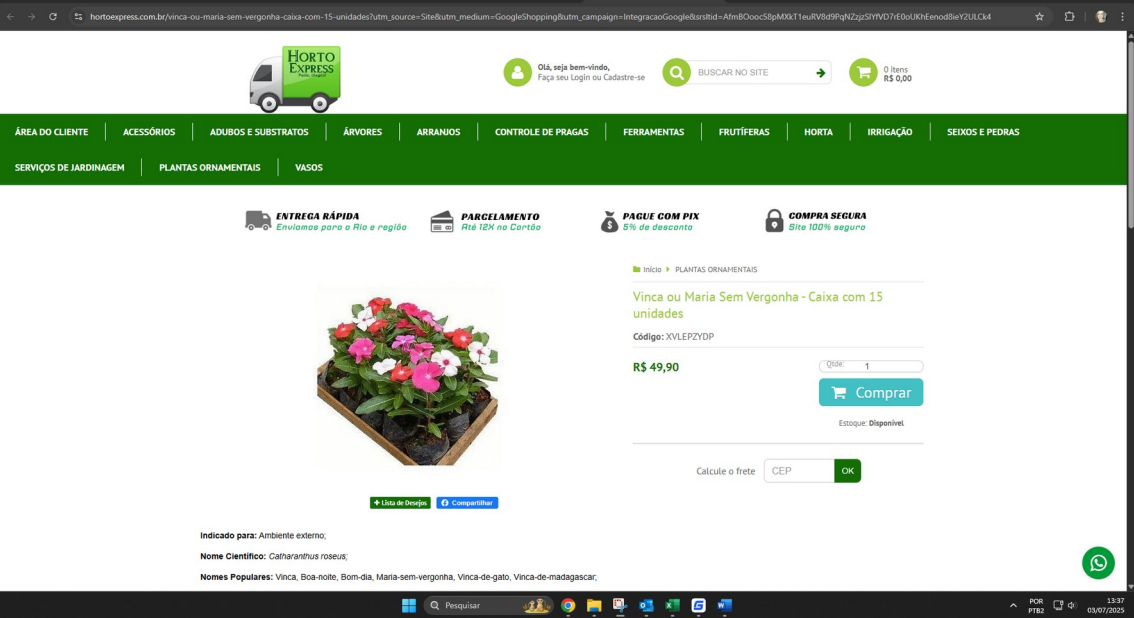 hortoexpress.com.br/vinca-ou-maria-sem-vergonha-caixa-com-15-unidades?utm_source=Site&utm_medium=GoogleShopping&utm_campaign=IntegracaoGoogle&srsltid=
HORTO
EXPRESS
Olá, seja bem-vindo,
Faça seu Login ou Cadastre-se
BUSCAR NO SITE
0 Itens
R$ 0,00
ÁREA DO CLIENTE ACESSÓRIOS ADUBOS E SUBSTRATOS ÁRVORES ARRANJOS CONTROLE DE PRAGAS FERRAMENTAS FRUTÍFERAS HORTA IRRIGAÇÃO SEIXOS E PEDRAS
SERVIÇOS DE JARDINAGEM PLANTAS ORNAMENTAIS VASOS
ENTREGA RÁPIDA
Enviamos para o Rio e região
PARCELAMENTO
Até 12X no Cartão
PAGUE COM PIX
5% de desconto
COMPRA SEGURA
Site 100% seguro
Início PLANTAS ORNAMENTAIS
Vinca ou Maria Sem Vergonha - Caixa com 15
unidades
Código: XVLEPZYDP
R$ 49,90
Qtde: 1
Comprar
Estoque: Disponível
Calcule o frete CEP OK
+ Lista de Desejos Compartilhar
Indicado para: Ambiente externo;
Nome Científico: Catharanthus roseus;
Nomes Populares: Vinca, Boa-noite, Bom-dia, Maria-sem-vergonha, Vinca-de-gato, Vinca-de-madagascar;
Pesquisar
POR
PTB2
13:37
03/07/2025